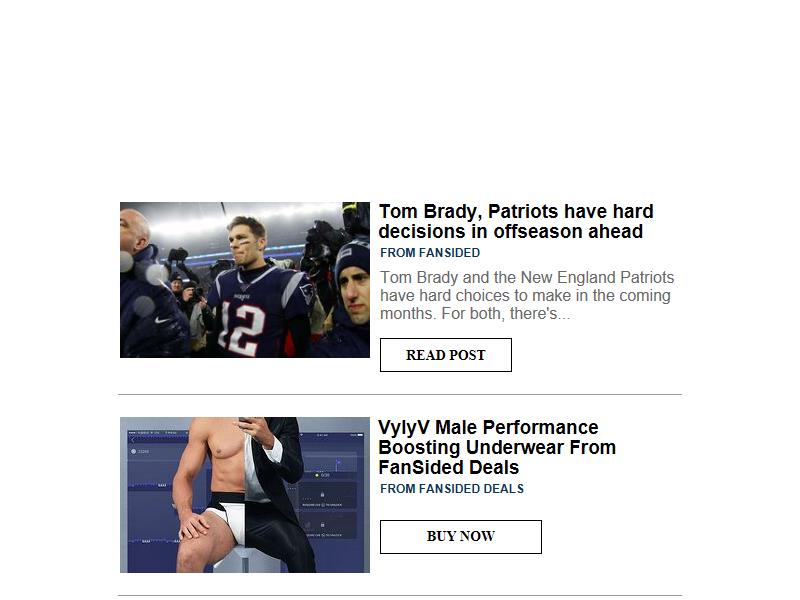 Tom Brady, Patriots have hard
decisions in offseason ahead
FROM FANSIDED
Tom Brady and the New England Patriots
have hard choices to make in the coming
months. For both, there's...
READ POST
12
VylyV Male Performance
Boosting Underwear From
FanSided Deals
FROM FANSIDED DEALS
BUY NOW